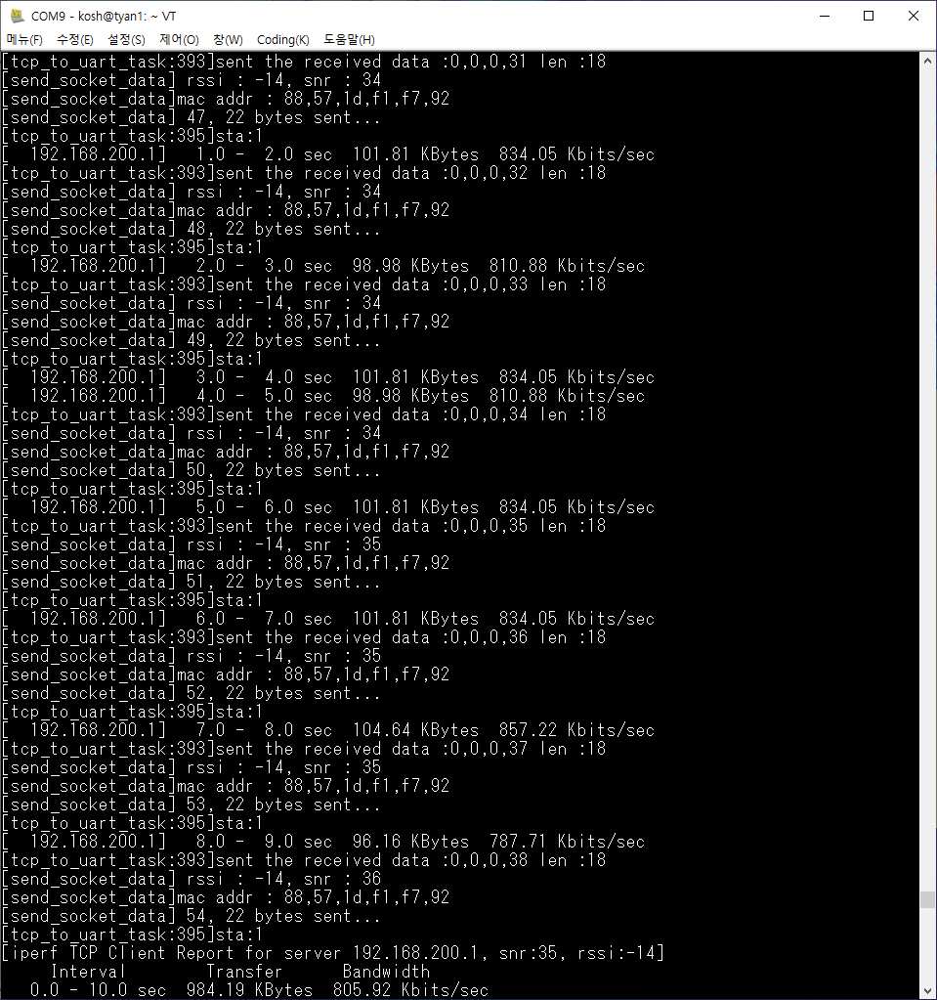 COM9 - kosh@tyan1: ~ VT
메뉴(F) 수정(E) 설정(S) 제어(O) 창(W) Coding(K) 도움말(H)
[tcp_to_uart_task:393]sent the received data :0,0,0,31 len :18
[send_socket_data] rssi : -14, snr : 34
[send_socket_data]mac addr : 88,57,1d,f1,f7,92
[send_socket_data] 47, 22 bytes sent...
[tcp_to_uart_task:395]sta:1
[  192.168.200.1]   1.0 -  2.0 sec  101.81 KBytes  834.05 Kbits/sec
[tcp_to_uart_task:393]sent the received data :0,0,0,32 len :18
[send_socket_data] rssi : -14, snr : 34
[send_socket_data]mac addr : 88,57,1d,f1,f7,92
[send_socket_data] 48, 22 bytes sent...
[tcp_to_uart_task:395]sta:1
[  192.168.200.1]   2.0 -  3.0 sec  98.98 KBytes  810.88 Kbits/sec
[tcp_to_uart_task:393]sent the received data :0,0,0,33 len :18
[send_socket_data] rssi : -14, snr : 34
[send_socket_data]mac addr : 88,57,1d,f1,f7,92
[send_socket_data] 49, 22 bytes sent...
[tcp_to_uart_task:395]sta:1
[  192.168.200.1]   3.0 -  4.0 sec  101.81 KBytes  834.05 Kbits/sec
[  192.168.200.1]   4.0 -  5.0 sec  98.98 KBytes  810.88 Kbits/sec
[tcp_to_uart_task:393]sent the received data :0,0,0,34 len :18
[send_socket_data] rssi : -14, snr : 34
[send_socket_data]mac addr : 88,57,1d,f1,f7,92
[send_socket_data] 50, 22 bytes sent...
[tcp_to_uart_task:395]sta:1
[  192.168.200.1]   5.0 -  6.0 sec  101.81 KBytes  834.05 Kbits/sec
[tcp_to_uart_task:393]sent the received data :0,0,0,35 len :18
[send_socket_data] rssi : -14, snr : 35
[send_socket_data]mac addr : 88,57,1d,f1,f7,92
[send_socket_data] 51, 22 bytes sent...
[tcp_to_uart_task:395]sta:1
[  192.168.200.1]   6.0 -  7.0 sec  101.81 KBytes  834.05 Kbits/sec
[tcp_to_uart_task:393]sent the received data :0,0,0,36 len :18
[send_socket_data] rssi : -14, snr : 35
[send_socket_data]mac addr : 88,57,1d,f1,f7,92
[send_socket_data] 52, 22 bytes sent...
[tcp_to_uart_task:395]sta:1
[  192.168.200.1]   7.0 -  8.0 sec  104.64 KBytes  857.22 Kbits/sec
[tcp_to_uart_task:393]sent the received data :0,0,0,37 len :18
[send_socket_data] rssi : -14, snr : 35
[send_socket_data]mac addr : 88,57,1d,f1,f7,92
[send_socket_data] 53, 22 bytes sent...
[tcp_to_uart_task:395]sta:1
[  192.168.200.1]   8.0 -  9.0 sec  96.16 KBytes  787.71 Kbits/sec
[tcp_to_uart_task:393]sent the received data :0,0,0,38 len :18
[send_socket_data] rssi : -14, snr : 36
[send_socket_data]mac addr : 88,57,1d,f1,f7,92
[send_socket_data] 54, 22 bytes sent...
[tcp_to_uart_task:395]sta:1
[iperf TCP Client Report for server 192.168.200.1, snr:35, rssi:-14]
Interval        Transfer      Bandwidth
0.0 - 10.0 sec  984.19 KBytes  805.92 Kbits/sec